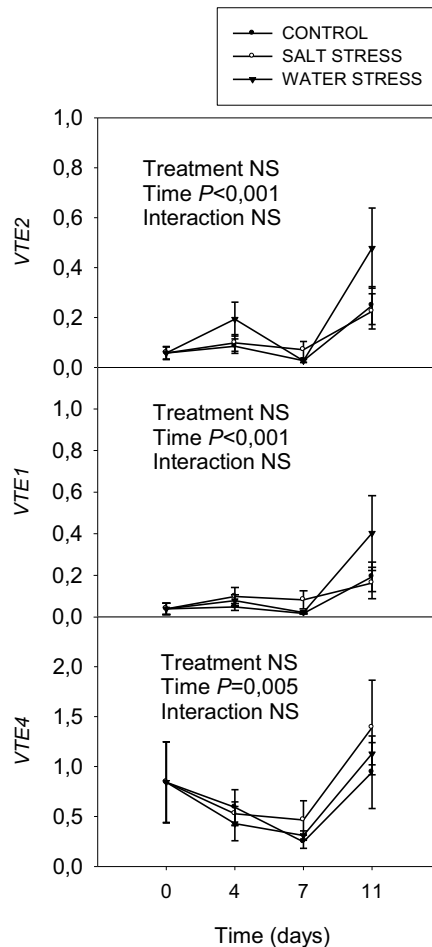 CONTROL
SALT STRESS
WATER STRESS
1,0
0,8
0,6
0,4
0,2
0,0
VTE2
Treatment NS
Time P<0,001
Interaction NS
1,0
0,8
0,6
0,4
0,2
0,0
VTE1
Treatment NS
Time P<0,001
Interaction NS
2,0
1,5
1,0
0,5
0,0
VTE4
Treatment NS
Time P=0,005
Interaction NS
0 4 7 11
Time (days)